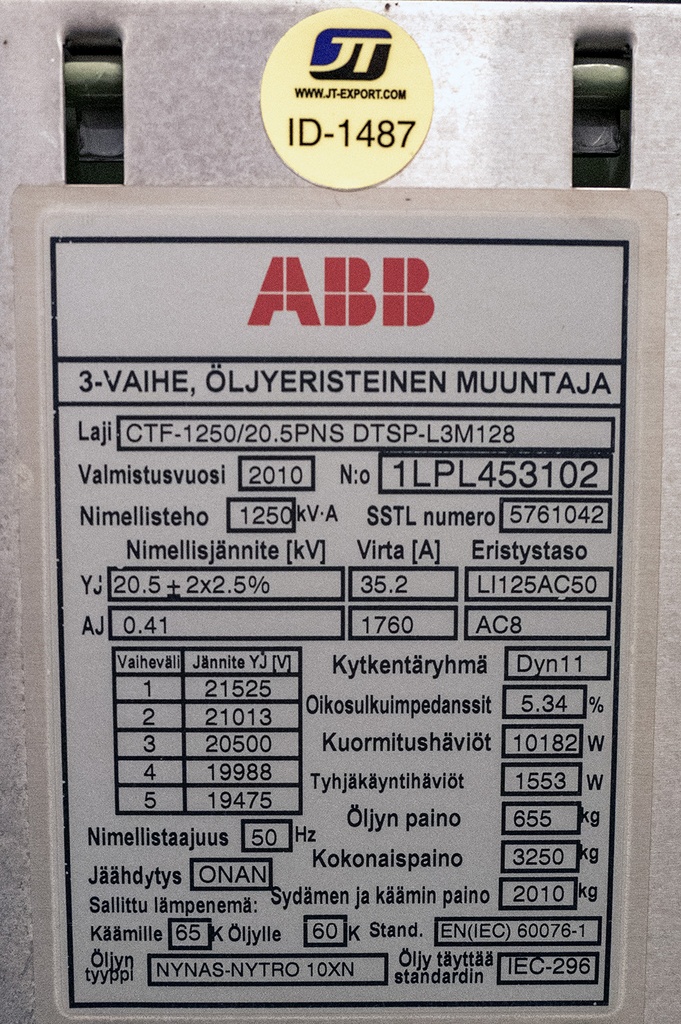 JT
WWW.JT-EXPORT.COM
ID-1487
ABB
3-VAIHE, ÖLJYERISTEINEN MUUNTAJA
Laji CTF-1250/20.5PNS DTSP-L3M128
Valmistusvuosi 2010 N:o 1LPL453102
Nimellisteho 1250 kV·A SSTL numero 5761042
Nimellisjännite [kV] Virta [A] Eristystaso
YJ 20.5 ± 2x2.5% 35.2 LI125AC50
AJ 0.41 1760 AC8
Vaiheväli Jännite YJ [V]
1 21525
2 21013
3 20500
4 19988
5 19475
Kytkentäryhmä Dyn11
Oikosulkuimpedanssit 5.34 %
Kuormitushäviöt 10182 W
Tyhjäkäyntihäviöt 1553 W
Öljyn paino 655 kg
Nimellistaajuus 50 Hz
Kokonaispaino 3250 kg
Jäähdytys ONAN
Sydämen ja käämin paino 2010 kg
Sallittu lämpenemä:
Käämille 65 K Öljylle 60 K Stand. EN(IEC) 60076-1
Öljyn tyyppi NYNAS-NYTRO 10XN Öljy täyttää standardin IEC-296